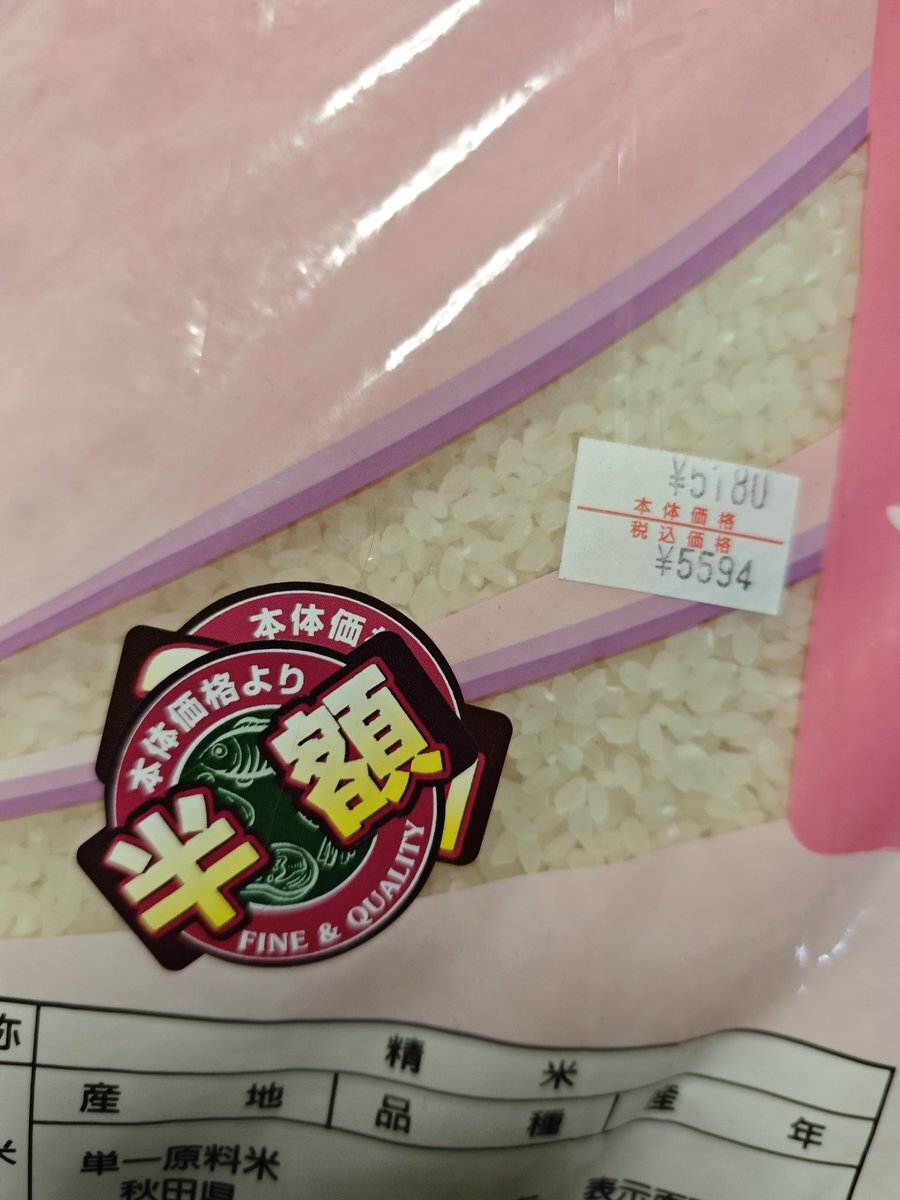 ¥5180
本体価格
税込価格
¥5594
本体価
本体価格より
半額
FINE & QUALITY
精米
産地 品種 産年
単一原料米
秋田県